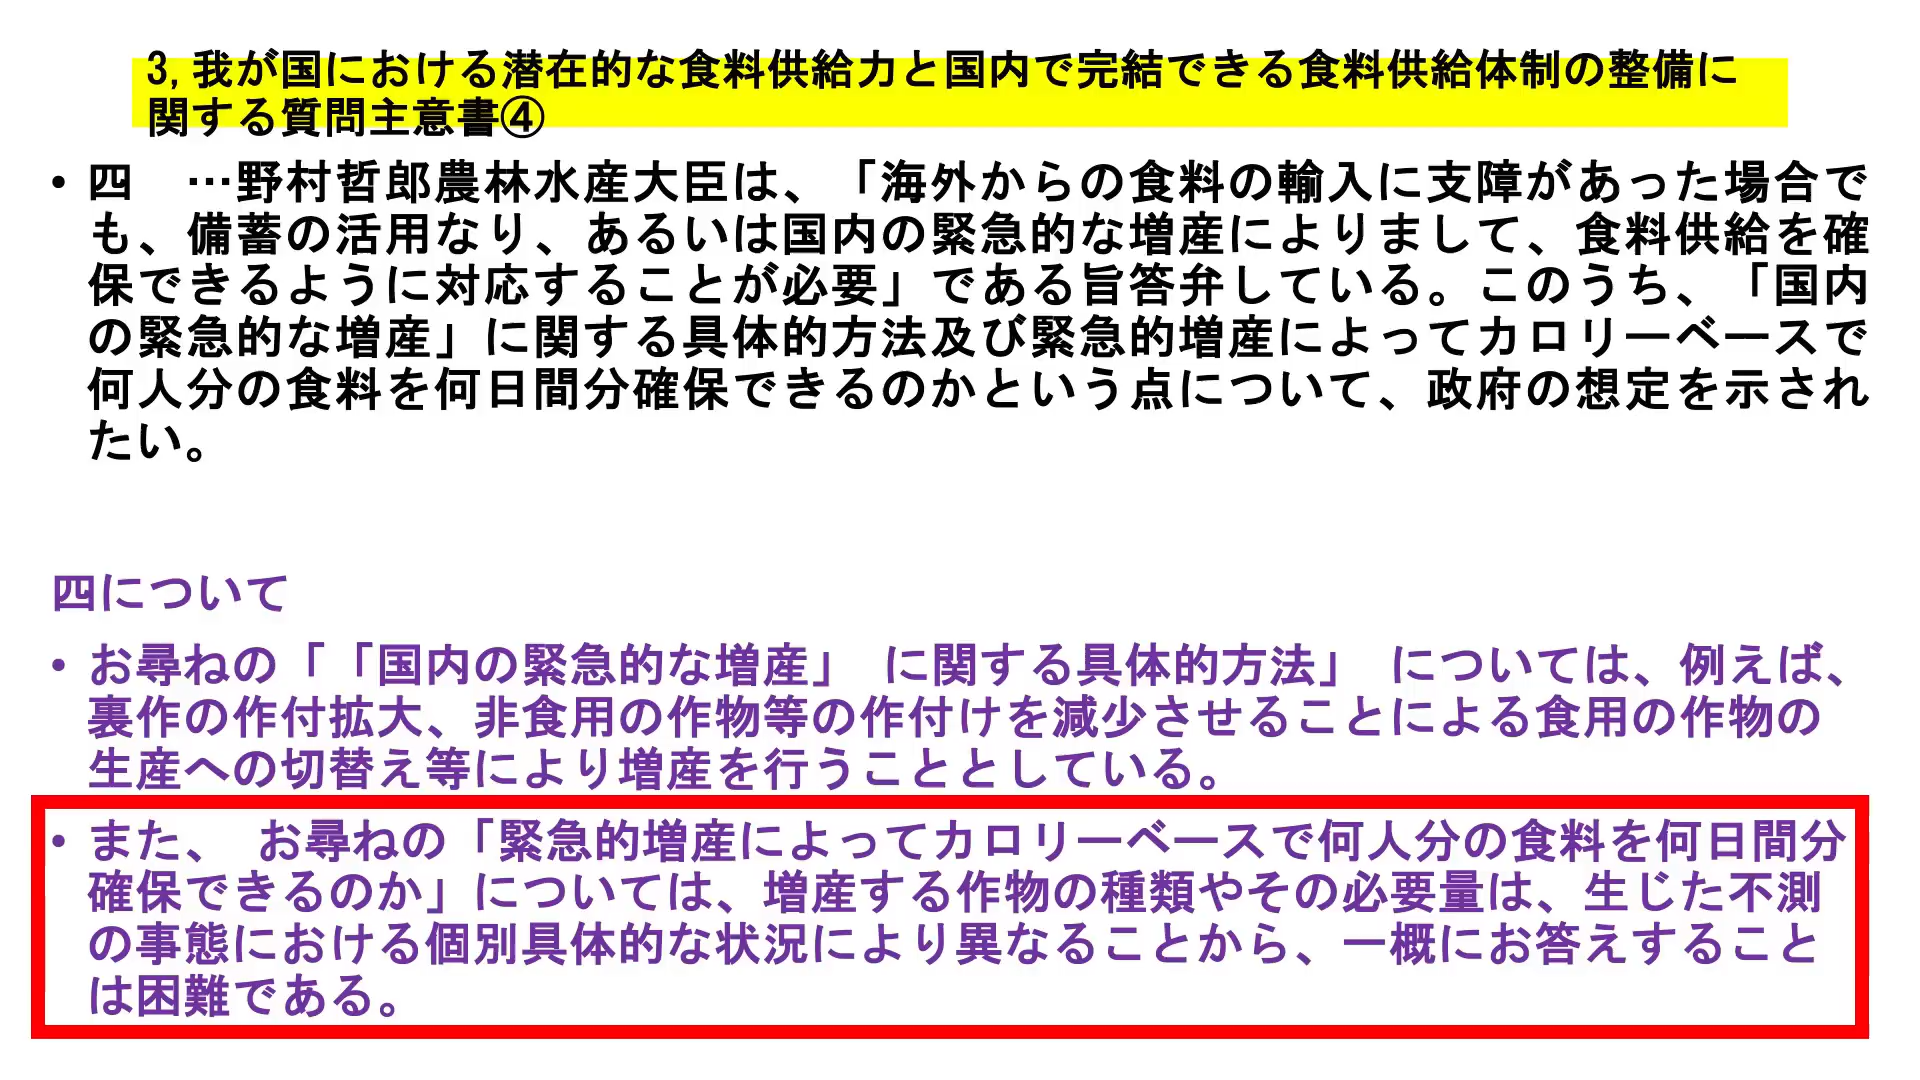 3,我が国における潜在的な食料供給力と国内で完結できる食料供給体制の整備に
関する質問主意書④
• 四　…野村哲郎農林水産大臣は、「海外からの食料の輸入に支障があった場合で
も、備蓄の活用なり、あるいは国内の緊急的な増産によりまして、食料供給を確
保できるように対応することが必要」である旨答弁している。このうち、「国内
の緊急的な増産」に関する具体的方法及び緊急的増産によってカロリーベースで
何人分の食料を何日間分確保できるのかという点について、政府の想定を示され
たい。
四について
• お尋ねの「「国内の緊急的な増産」 に関する具体的方法」 については、例えば、
裏作の作付拡大、非食用の作物等の作付けを減少させることによる食用の作物の
生産への切替え等により増産を行うこととしている。
• また、 お尋ねの「緊急的増産によってカロリーベースで何人分の食料を何日間分
確保できるのか」については、増産する作物の種類やその必要量は、生じた不測
の事態における個別具体的な状況により異なることから、一概にお答えすること
は困難である。